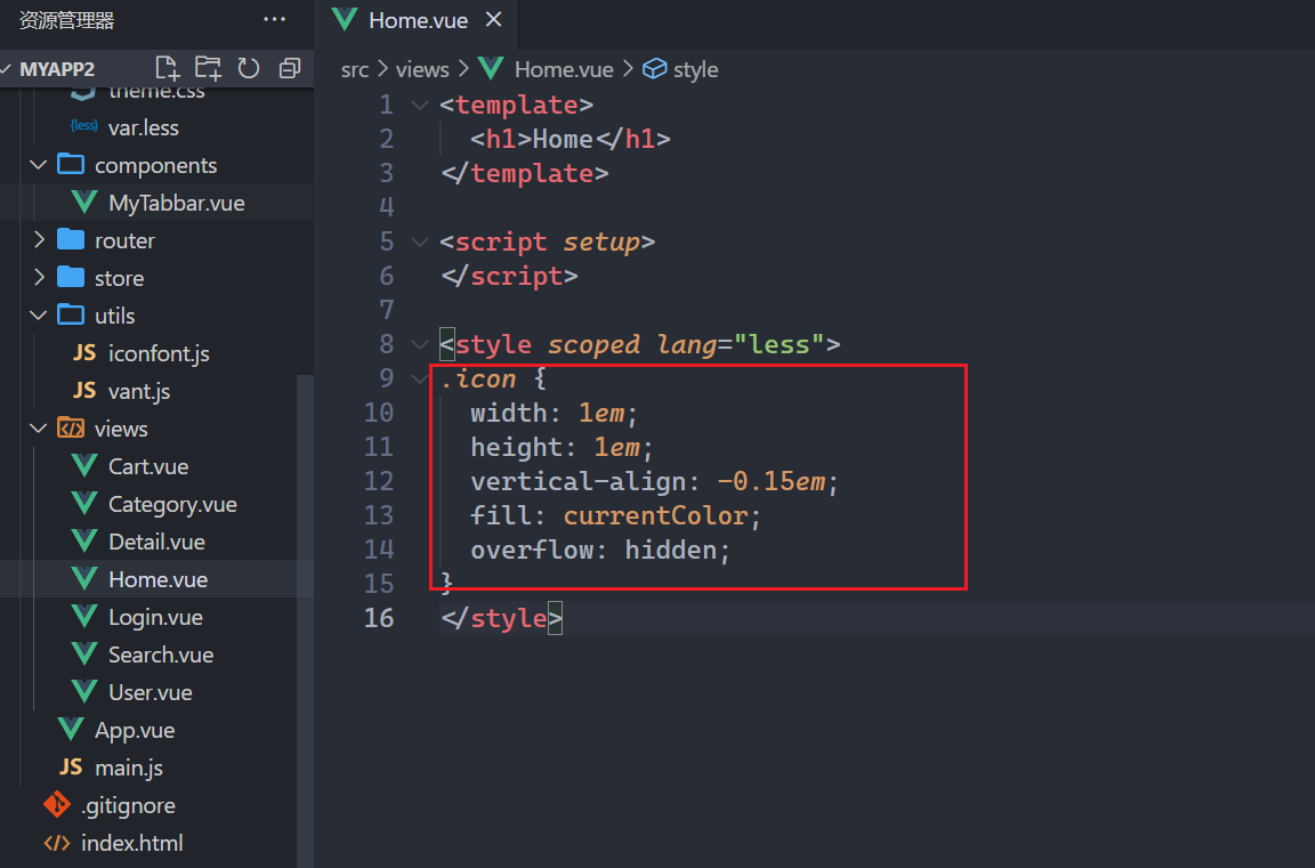 资源管理器
···
MYAPP2
theme.css
{less} var.less
components
MyTabbar.vue
router
store
utils
JS iconfont.js
JS vant.js
views
Cart.vue
Category.vue
Detail.vue
Home.vue
Login.vue
Search.vue
User.vue
App.vue
JS main.js
.gitignore
index.html
Home.vue
src > views > Home.vue > style
1 <template>
2   <h1>Home</h1>
3 </template>
4
5 <script setup>
6 </script>
7
8 <style scoped lang="less">
9 .icon {
10   width: 1em;
11   height: 1em;
12   vertical-align: -0.15em;
13   fill: currentColor;
14   overflow: hidden;
15 }
16 </style>